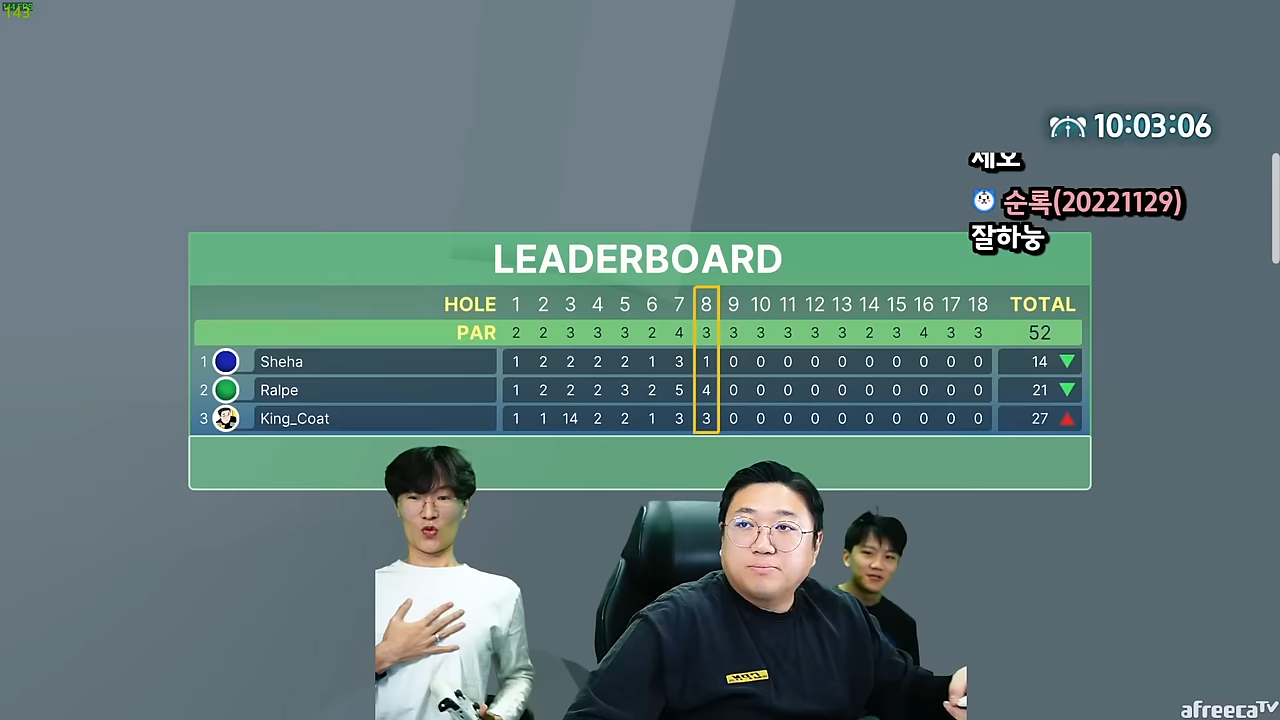 143
10:03:06
세오
순록(20221129)
잘하눙
LEADERBOARD
HOLE 1 2 3 4 5 6 7 8 9 10 11 12 13 14 15 16 17 18 TOTAL
PAR 2 2 3 3 3 2 4 3 3 3 3 3 3 2 3 4 3 3 52
1 Sheha 1 2 2 2 2 1 3 1 0 0 0 0 0 0 0 0 0 0 14
2 Ralpe 1 2 2 2 3 2 5 4 0 0 0 0 0 0 0 0 0 0 21
3 King_Coat 1 1 14 2 2 1 3 3 0 0 0 0 0 0 0 0 0 0 27
afreecaTV